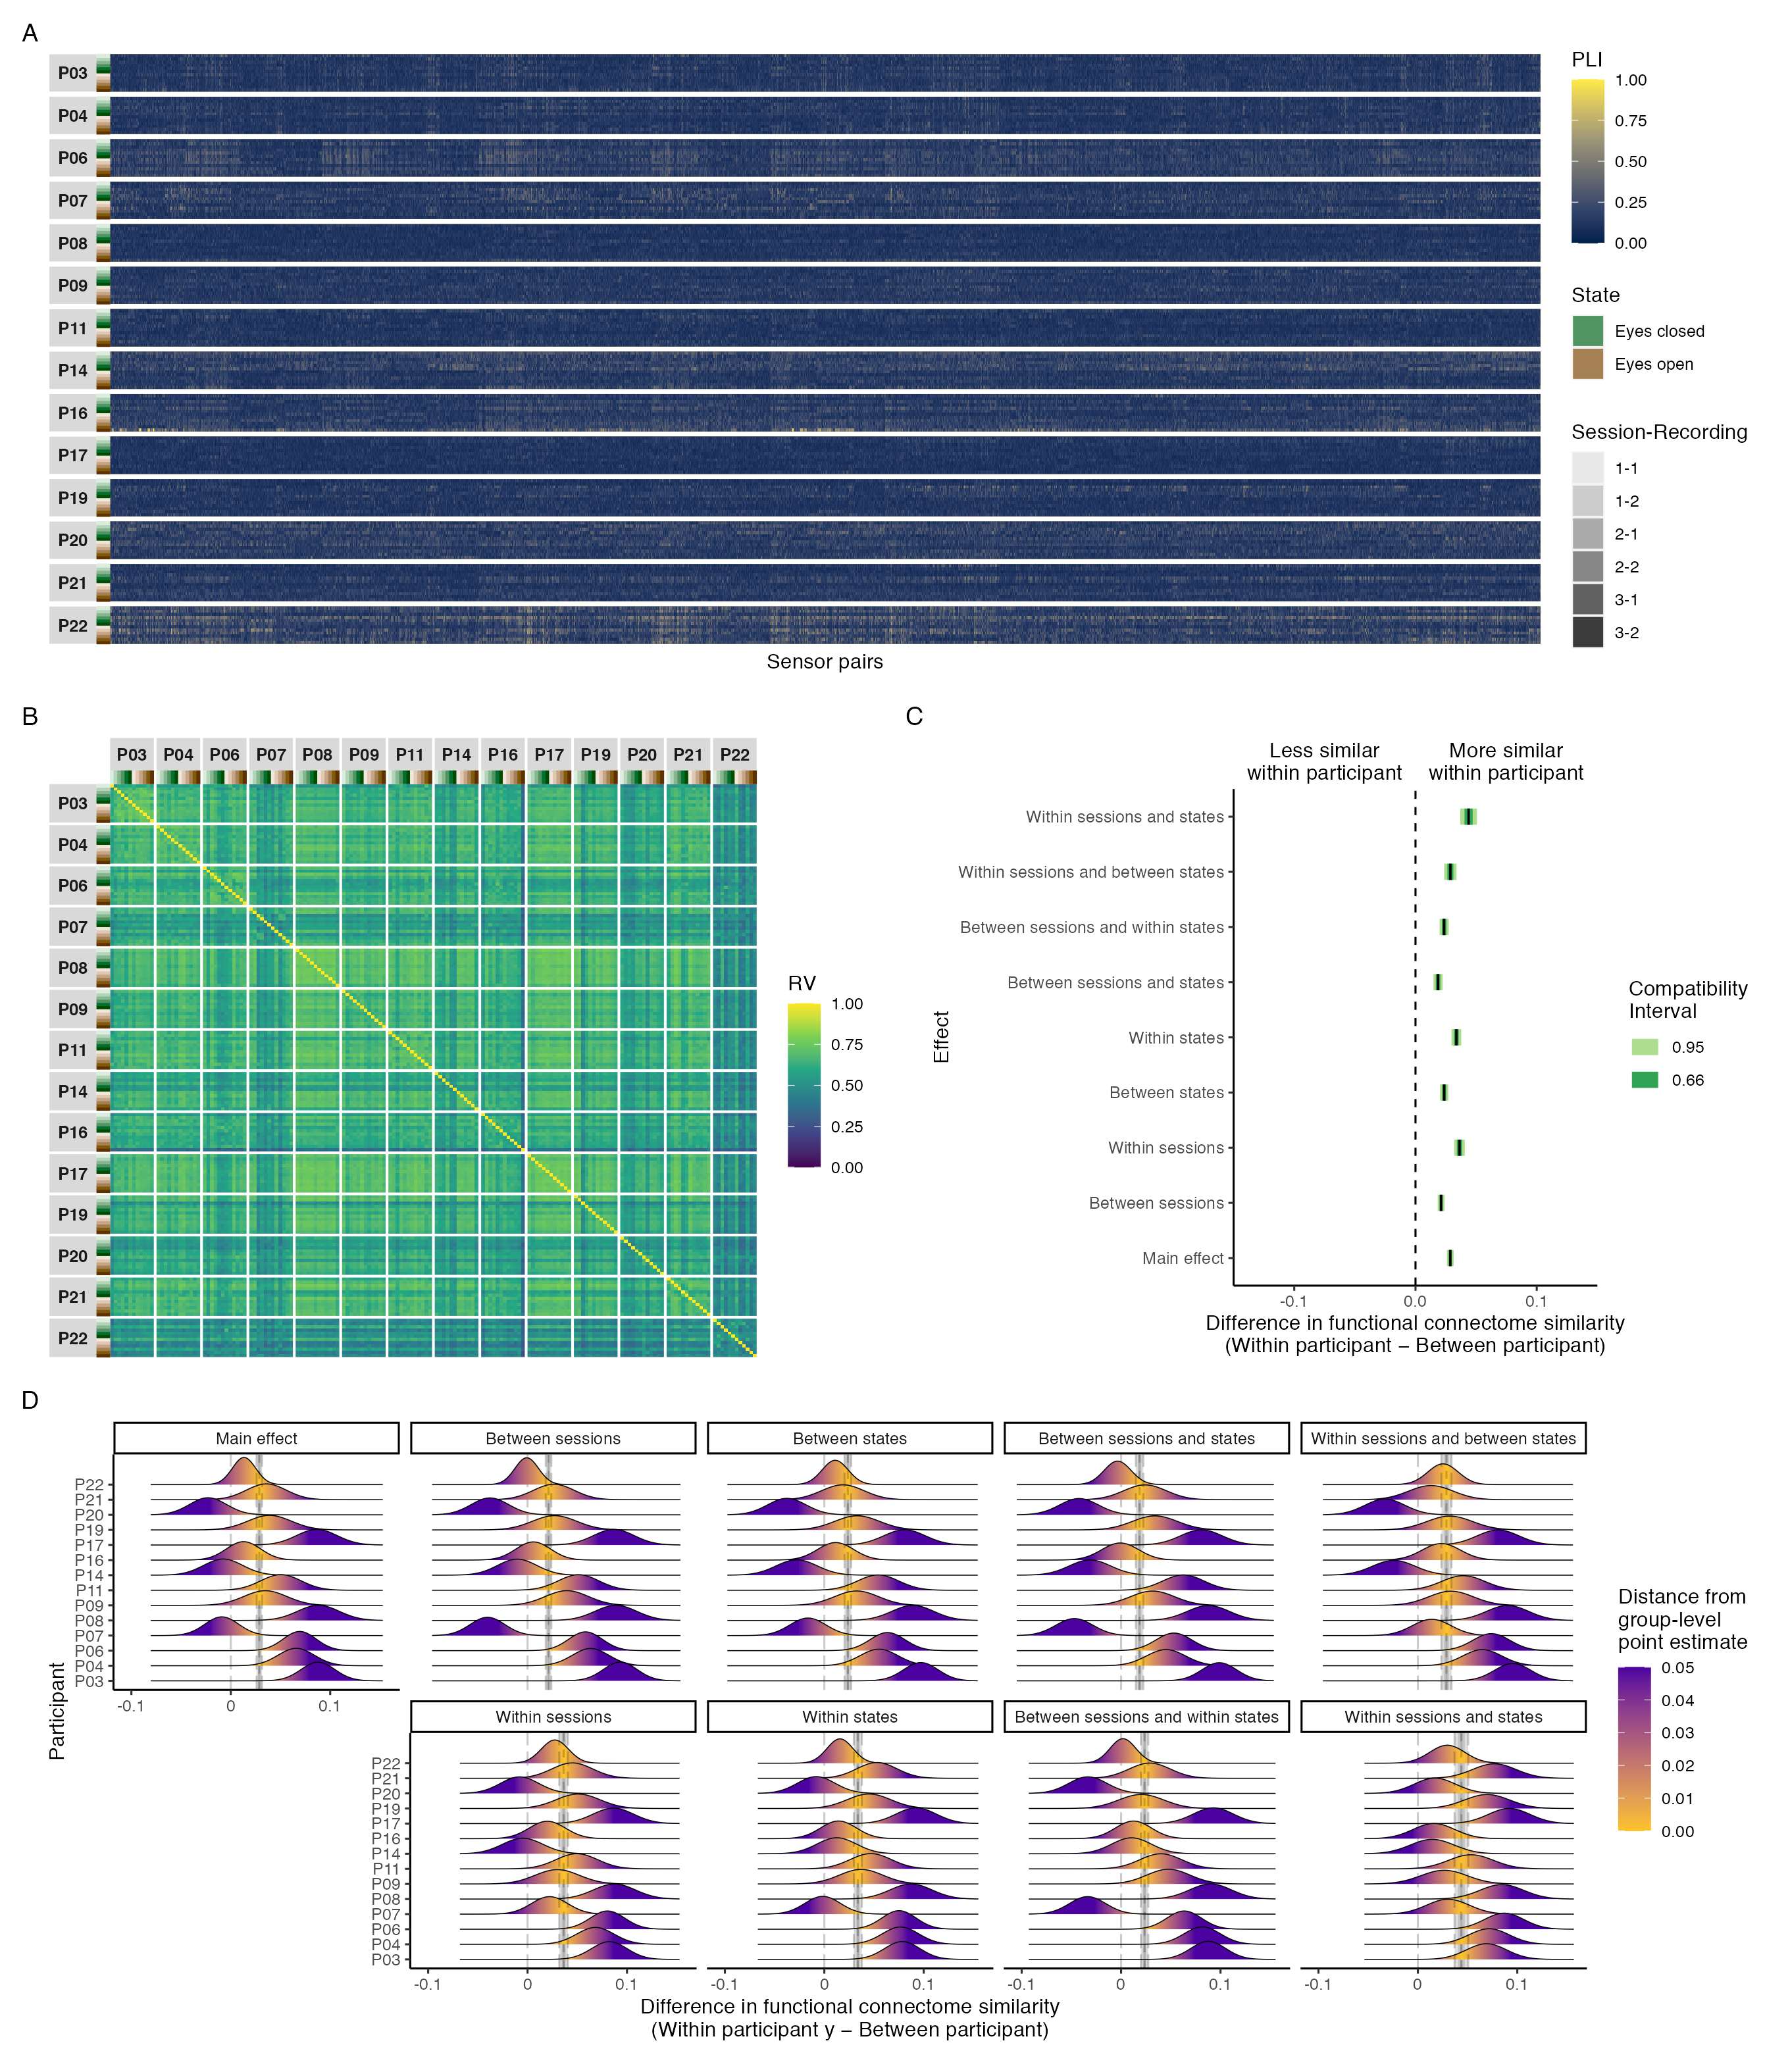 A
P03
P04
P06
P07
P08
P09
P11
P14
P16
P17
P19
P20
P21
P22
Sensor pairs
PLI
1.00
0.75
0.50
0.25
0.00
State
Eyes closed
Eyes open
Session-Recording
1-1
1-2
2-1
2-2
3-1
3-2
B
P03 P04 P06 P07 P08 P09 P11 P14 P16 P17 P19 P20 P21 P22
P03
P04
P06
P07
P08
P09
P11
P14
P16
P17
P19
P20
P21
P22
RV
1.00
0.75
0.50
0.25
0.00
C
Less similar
within participant
More similar
within participant
Effect
Within sessions and states
Within sessions and between states
Between sessions and within states
Between sessions and states
Within states
Between states
Within sessions
Between sessions
Main effect
-0.1 0.0 0.1
Difference in functional connectome similarity
(Within participant – Between participant)
Compatibility
Interval
0.95
0.66
D
Main effect
Between sessions
Between states
Between sessions and states
Within sessions and between states
Participant
P22
P21
P20
P19
P17
P16
P14
P11
P09
P08
P07
P06
P04
P03
-0.1 0 0.1
Within sessions
Within states
Between sessions and within states
Within sessions and states
P22
P21
P20
P19
P17
P16
P14
P11
P09
P08
P07
P06
P04
P03
-0.1 0 0.1
-0.1 0 0.1
-0.1 0 0.1
-0.1 0 0.1
Difference in functional connectome similarity
(Within participant y – Between participant)
Distance from
group-level
point estimate
0.05
0.04
0.03
0.02
0.01
0.00